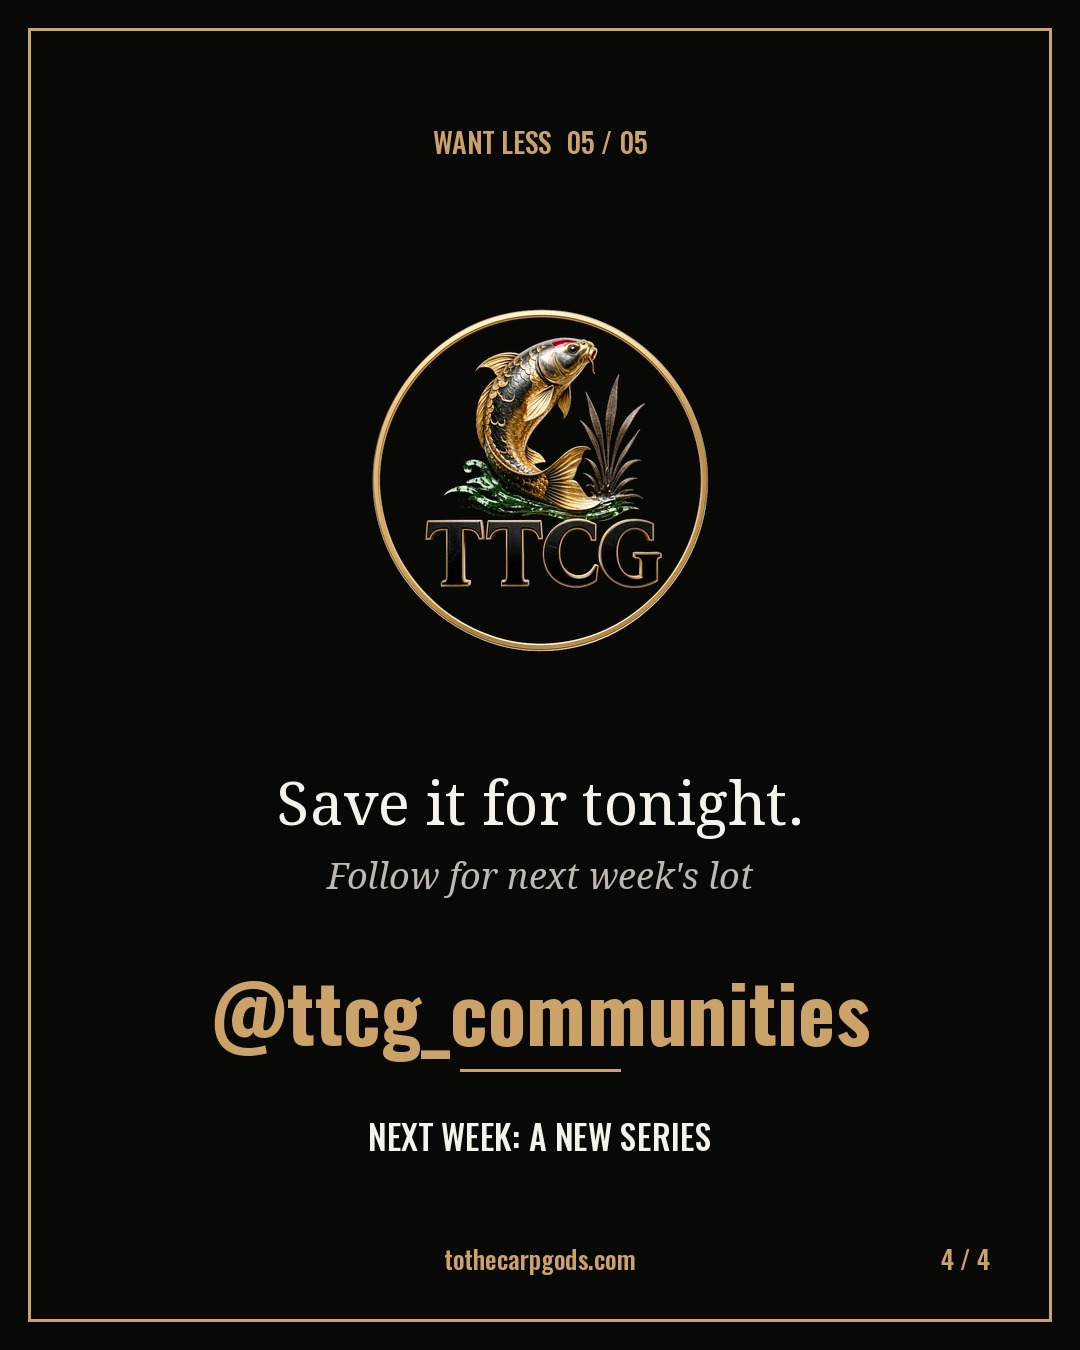 WANT LESS 05 / 05
TTCG
Save it for tonight.
Follow for next week's lot
@ttcg_communities
NEXT WEEK: A NEW SERIES
tothecarpgods.com
4 / 4